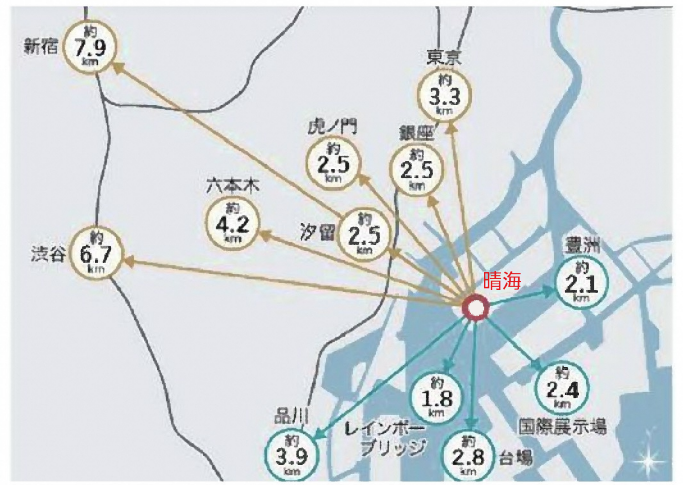 新宿
約
7.9
km
東京
約
3.3
km
虎ノ門
約
2.5
km
銀座
約
2.5
km
六本木
約
4.2
km
汐留
約
2.5
km
渋谷
約
6.7
km
晴海
豊洲
約
2.1
km
約
1.8
km
レインボー
ブリッジ
約
2.4
km
国際展示場
品川
約
3.9
km
約
2.8
km
台場